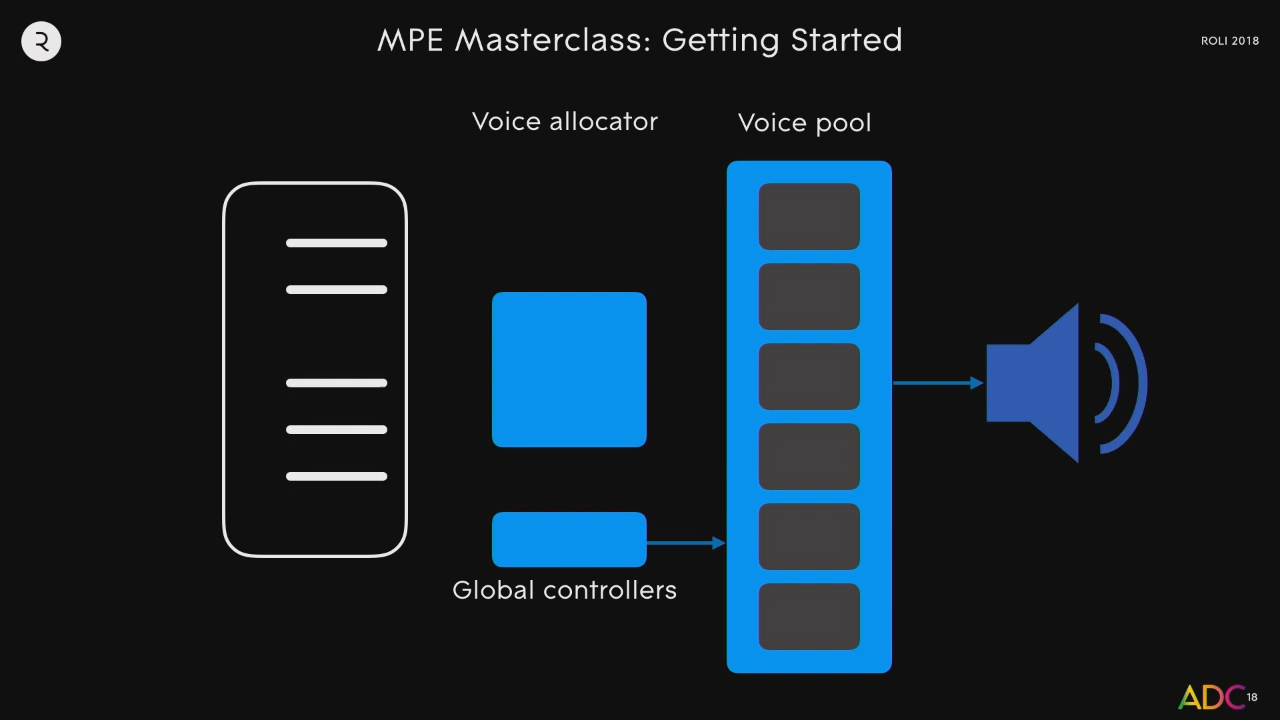 R
MPE Masterclass: Getting Started
ROLI 2018
Voice allocator
Voice pool
Global controllers
ADC18